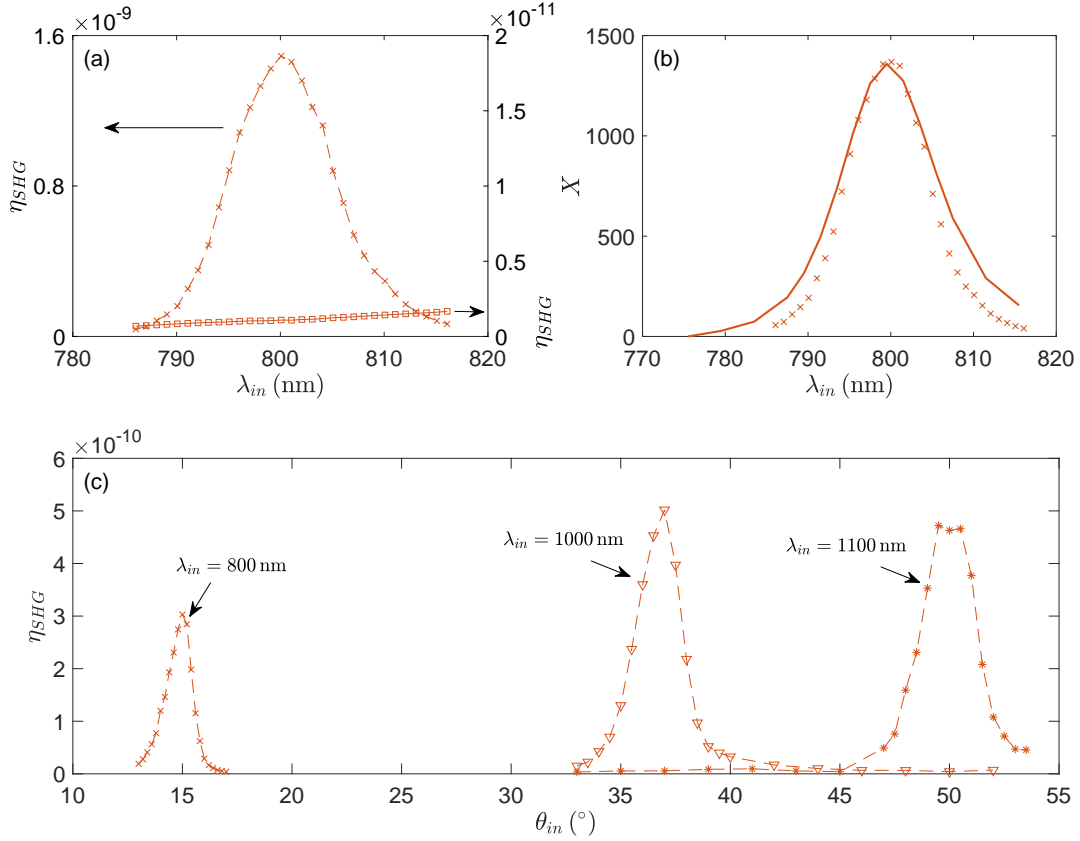 ×10⁻⁹
×10⁻¹¹
(a)
1.6
0.8
0
η_SHG
2
1
0.5
0
η_SHG
780 790 800 810 820
λ_in (nm)
(b)
1500
1000
500
0
X
770 780 790 800 810 820
λ_in (nm)
×10⁻¹⁰
(c)
6
5
4
3
2
1
0
η_SHG
λ_in = 800 nm
λ_in = 1000 nm
λ_in = 1100 nm
10 15 20 25 30 35 40 45 50 55
θ_in (°)